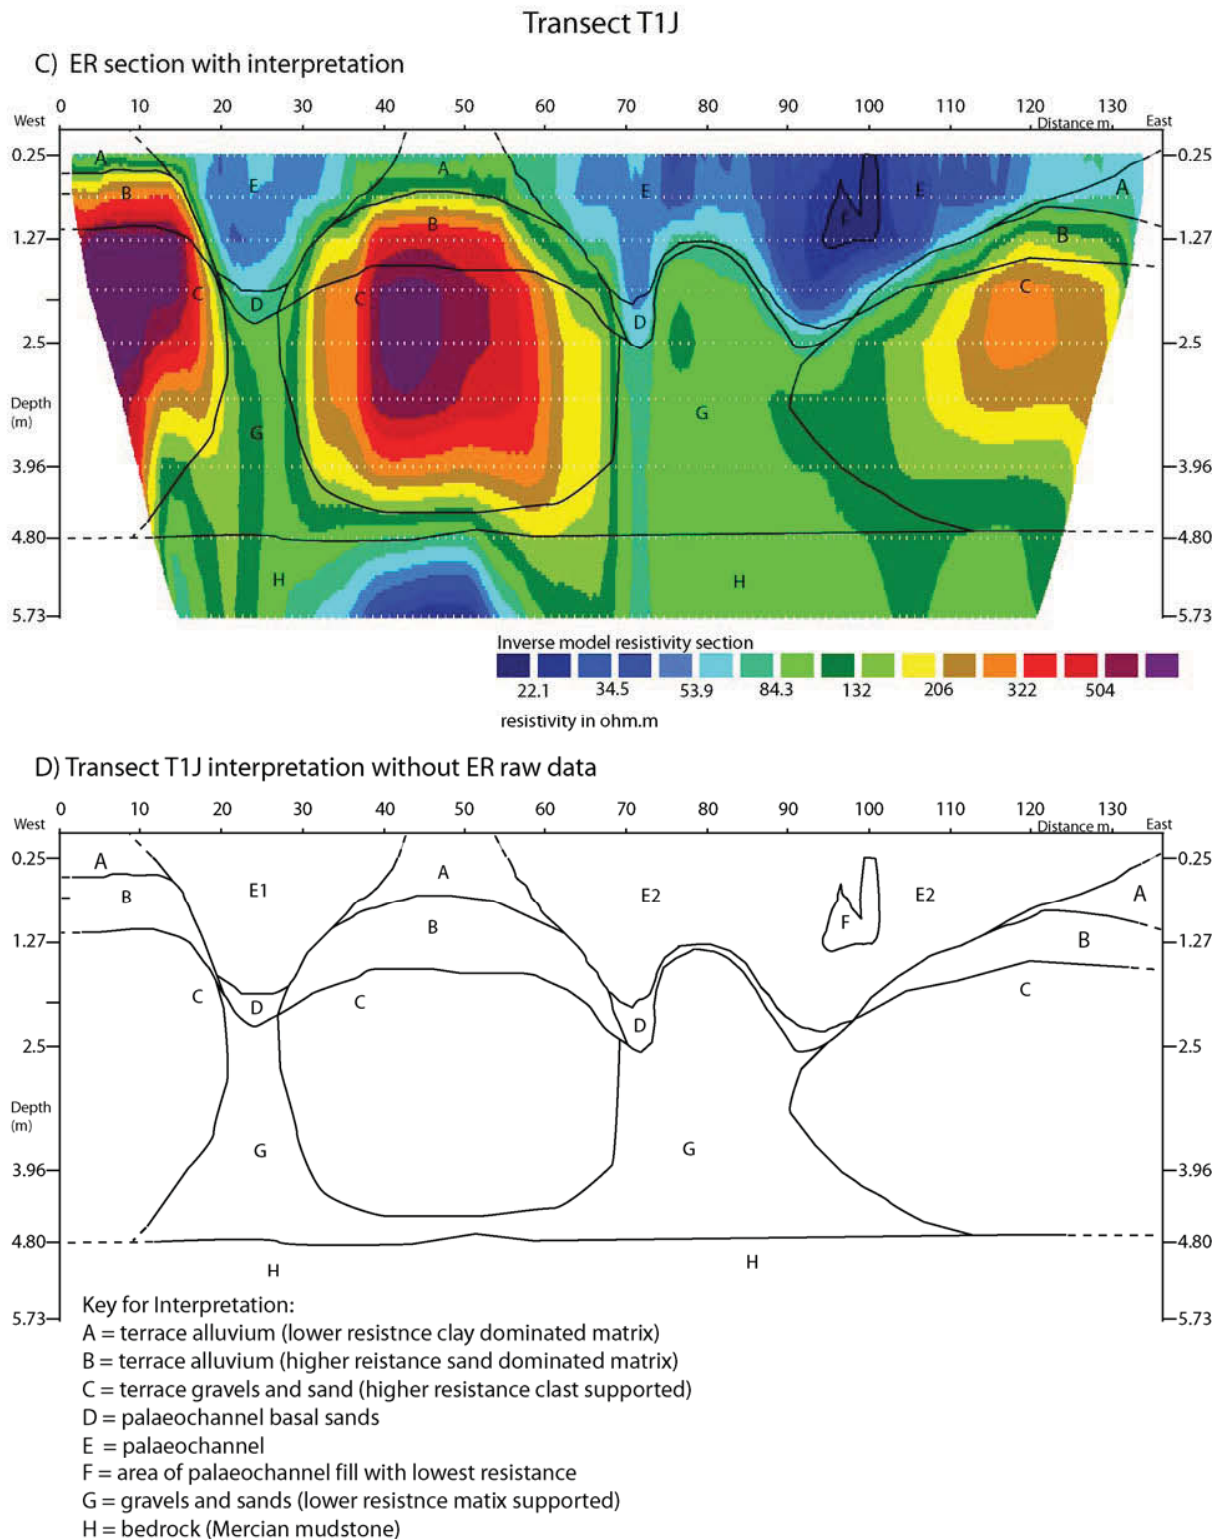 Transect T1J
C) ER section with interpretation
0 10 20 30 40 50 60 70 80 90 100 110 120 130
West Distance m East
0.25 0.25
A A A
B E E E
F
B B
1.27 1.27
C D C D C
2.5 2.5
Depth
(m)
G G
3.96 3.96
4.80 4.80
H H
5.73 5.73
Inverse model resistivity section
22.1 34.5 53.9 84.3 132 206 322 504
resistivity in ohm.m
D) Transect T1J interpretation without ER raw data
0 10 20 30 40 50 60 70 80 90 100 110 120 130
West Distance m East
0.25 0.25
A A A
B E1 E2 E2
F
B B
1.27 1.27
C D C D C
2.5 2.5
Depth
(m)
G G
3.96 3.96
4.80 4.80
H H
5.73 5.73
Key for Interpretation:
A = terrace alluvium (lower resistnce clay dominated matrix)
B = terrace alluvium (higher reistance sand dominated matrix)
C = terrace gravels and sand (higher resistance clast supported)
D = palaeochannel basal sands
E = palaeochannel
F = area of palaeochannel fill with lowest resistance
G = gravels and sands (lower resistnce matix supported)
H = bedrock (Mercian mudstone)